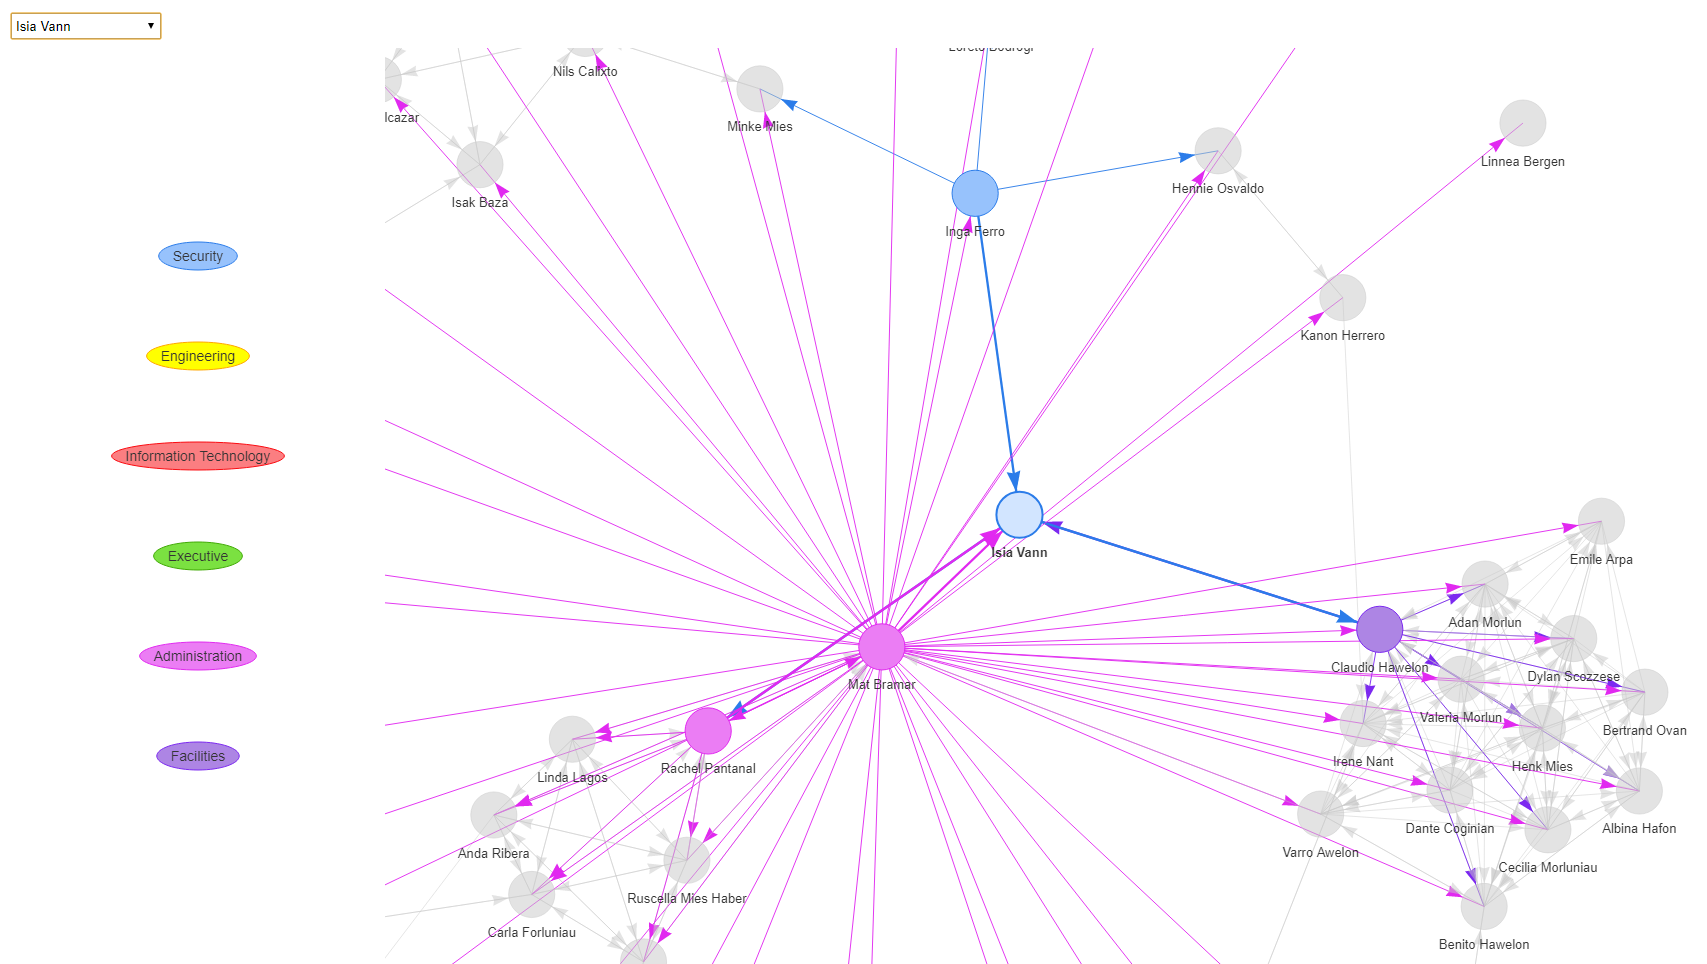 Isia Vann
Loreto Bodrogi
Nils Calixto
lcazar
Minke Mies
Linnea Bergen
Isak Baza
Hennie Osvaldo
Inga Ferro
Security
Kanon Herrero
Engineering
Information Technology
Isia Vann
Executive
Emile Arpa
Adan Morlun
Administration
Claudio Hawelon
Dylan Scozzese
Mat Bramar
Valeria Morlun
Bertrand Ovan
Facilities
Irene Nant
Henk Mies
Rachel Pantanal
Linda Lagos
Dante Coginian
Albina Hafon
Anda Ribera
Varro Awelon
Cecilia Morluniau
Ruscella Mies Haber
Carla Forluniau
Benito Hawelon